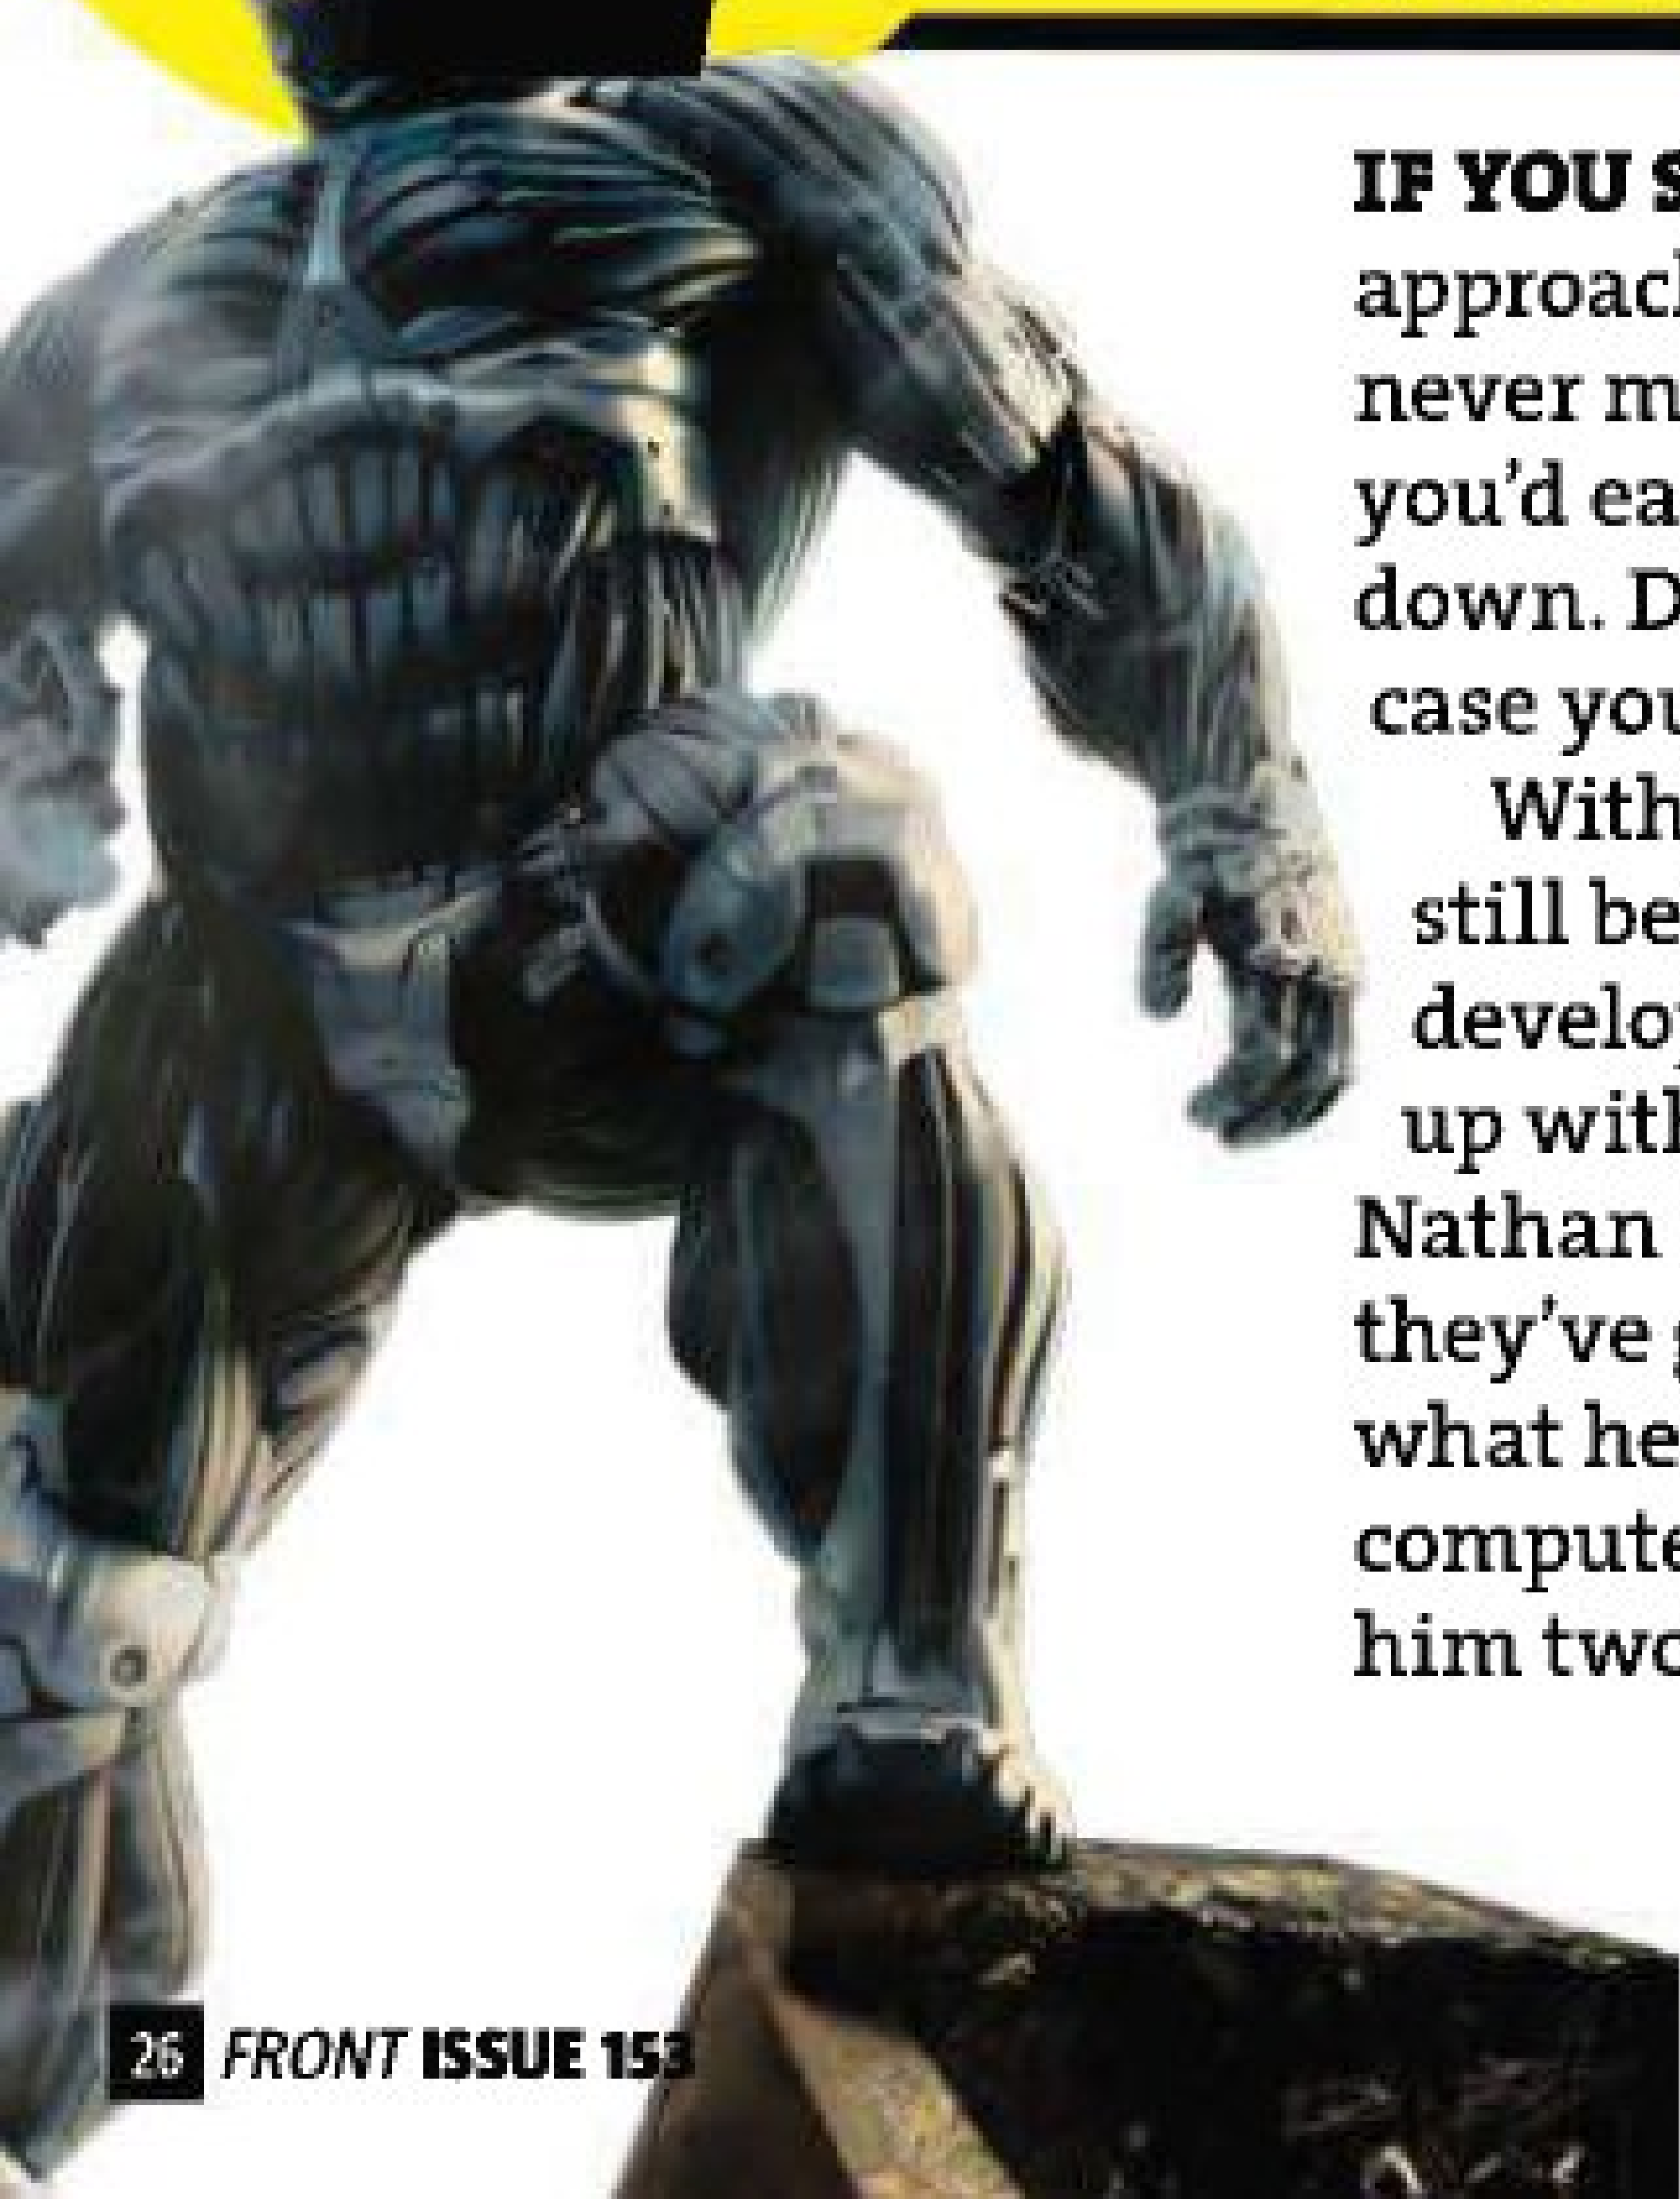 IF YOU S
approach
never m
you'd ea
down. D
case you
With
still be
develop
up with
Nathan
they've g
what he
compute
him two
26 FRONT ISSUE 153